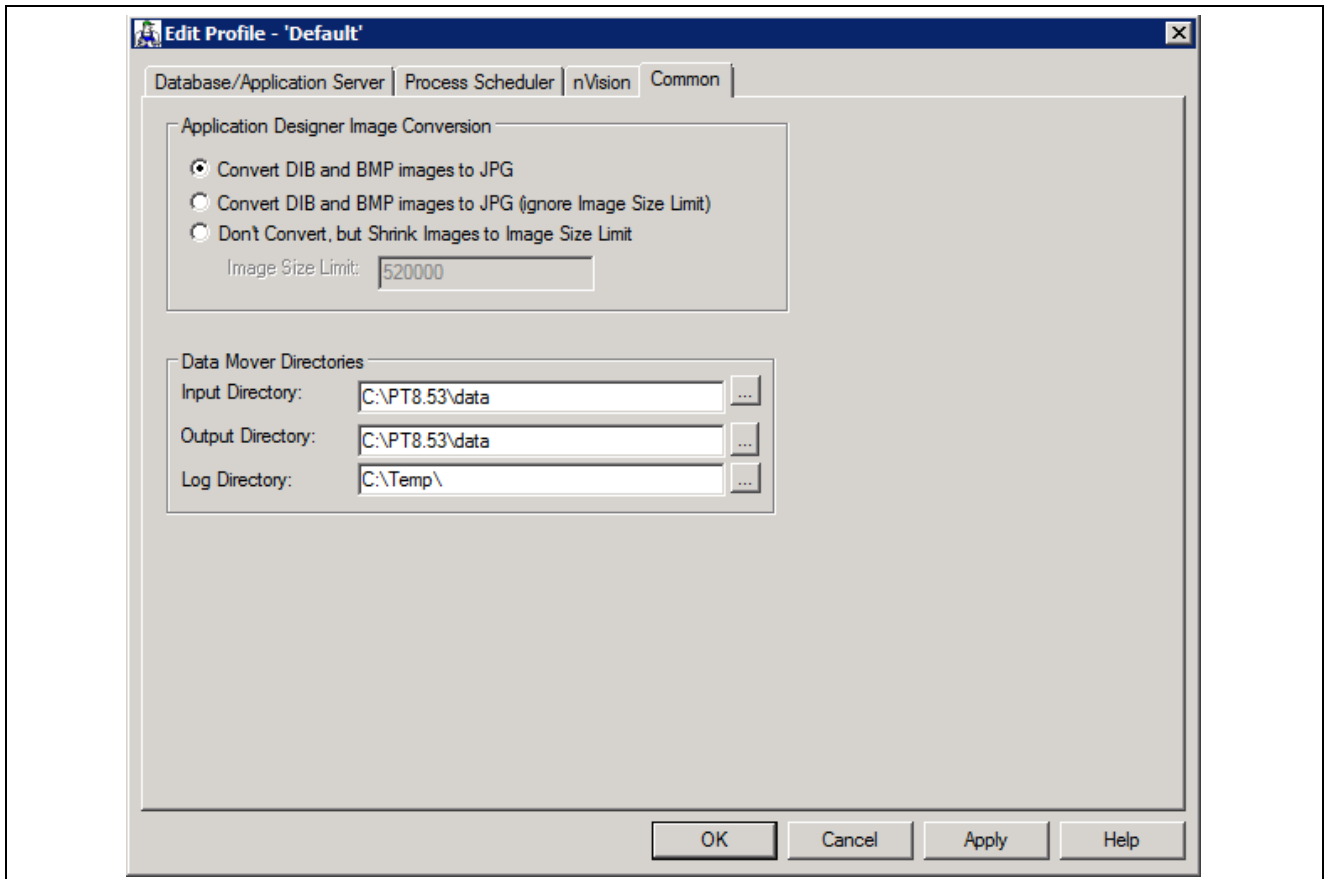 Edit Profile - 'Default'
Database/Application Server Process Scheduler nVision Common
Application Designer Image Conversion
Convert DIB and BMP images to JPG
Convert DIB and BMP images to JPG (ignore Image Size Limit)
Don't Convert, but Shrink Images to Image Size Limit
Image Size Limit: 520000
Data Mover Directories
Input Directory: C:\PT8.53\data ...
Output Directory: C:\PT8.53\data ...
Log Directory: C:\Temp\ ...
OK Cancel Apply Help